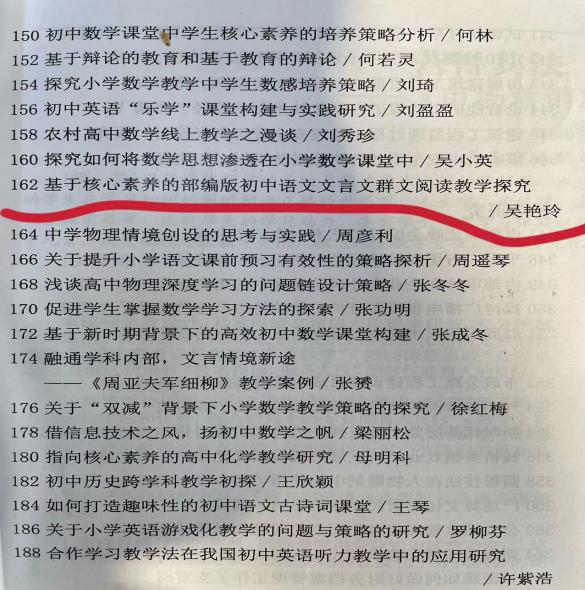 150 初中数学课堂中学生核心素养的培养策略分析 / 何林
152 基于辩论的教育和基于教育的辩论 / 何若灵
154 探究小学数学教学中学生数感培养策略 / 刘琦
156 初中英语“乐学”课堂构建与实践研究 / 刘盈盈
158 农村高中数学线上教学之漫谈 / 刘秀珍
160 探究如何将数学思想渗透在小学数学课堂中 / 吴小英
162 基于核心素养的部编版初中语文文言文群文阅读教学探究
/ 吴艳玲
164 中学物理情境创设的思考与实践 / 周彦利
166 关于提升小学语文课前预习有效性的策略探析 / 周遥琴
168 浅谈高中物理深度学习的问题链设计策略 / 张冬冬
170 促进学生掌握数学学习方法的探索 / 张功明
172 基于新时期背景下的高效初中数学课堂构建 / 张成冬
174 融通学科内部，文言情境新途
——《周亚夫军细柳》教学案例 / 张赟
176 关于“双减”背景下小学数学教学策略的探究 / 徐红梅
178 借信息技术之风，扬初中数学之帆 / 梁丽松
180 指向核心素养的高中化学教学研究 / 母明科
182 初中历史跨学科教学初探 / 王欣颖
184 如何打造趣味性的初中语文古诗词课堂 / 王琴
186 关于小学英语游戏化教学的问题与策略的研究 / 罗柳芬
188 合作学习教学法在我国初中英语听力教学中的应用研究
/ 许紫浩